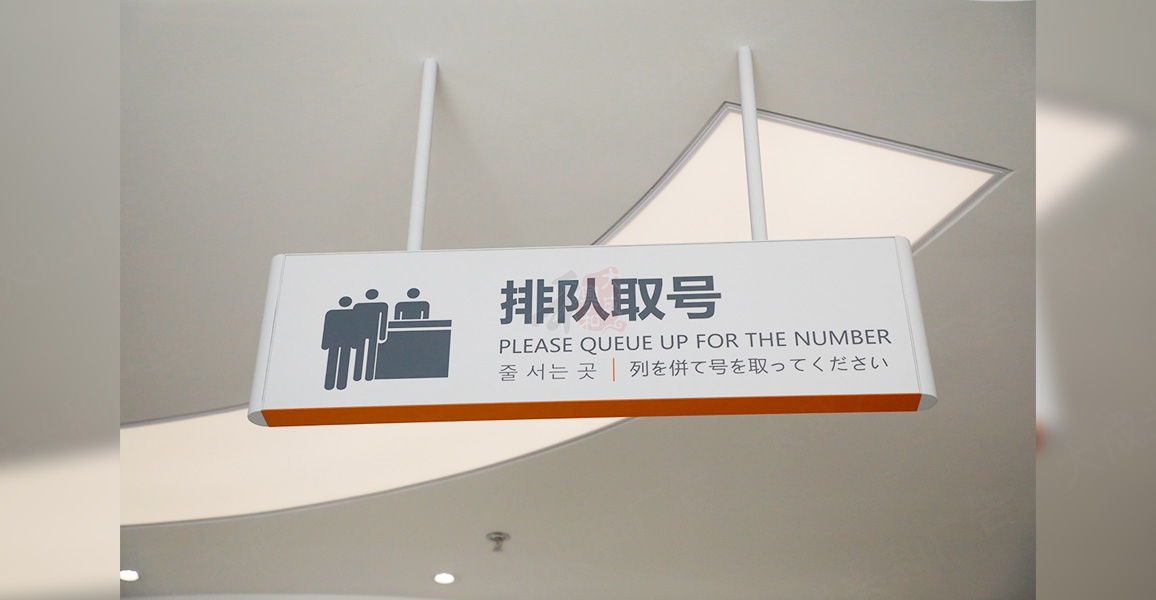 排队取号
PLEASE QUEUE UP FOR THE NUMBER
줄 서는 곳 | 列を併て号を取ってください